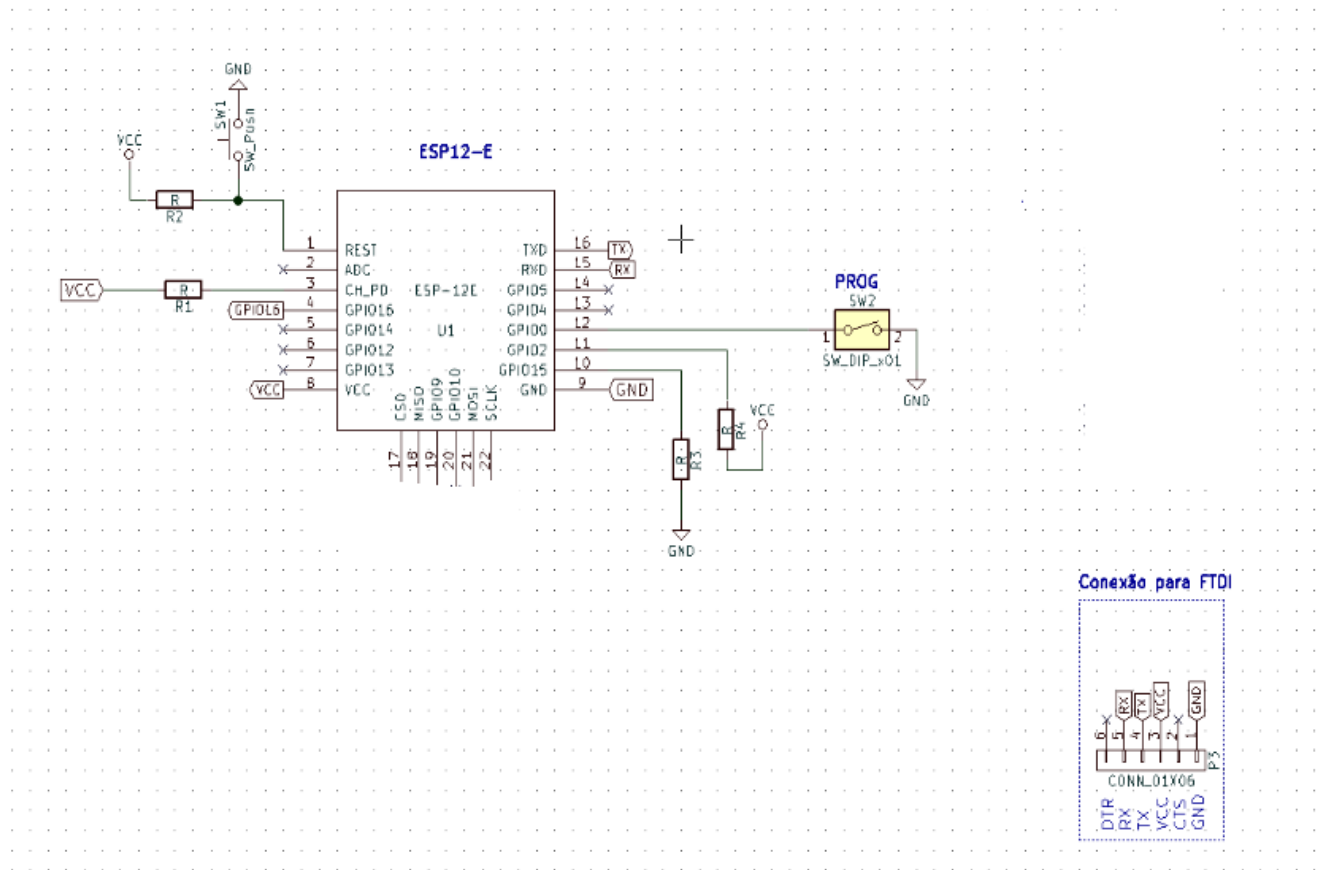 GND
SW1
SW_Push
VCC
R
R2
ESP12-E
1 REST
2 ADC
VCC
R
R1
3 CH_PD
GPIO16
4 GPIO16
5 GPIO14
6 GPIO12
7 GPIO13
VCC
8 VCC
ESP-12E
U1
TXD 16 TX
RXD 15 RX
GPIO5 14
GPIO4 13
GPIO0 12
GPIO2 11
GPIO15 10
GND 9 GND
CSO
MISO
GPIO9
GPIO10
MOSI
SCLK
17
18
19
20
21
22
PROG
SW2
1 2
SW_DIP_x01
GND
VCC
R
R4
R
R3
GND
Conexão para FTDI
RX
TX
VCC
GND
6
5
4
3
2
1
P3
CONN_01X06
DTR
RX
TX
VCC
CTS
GND